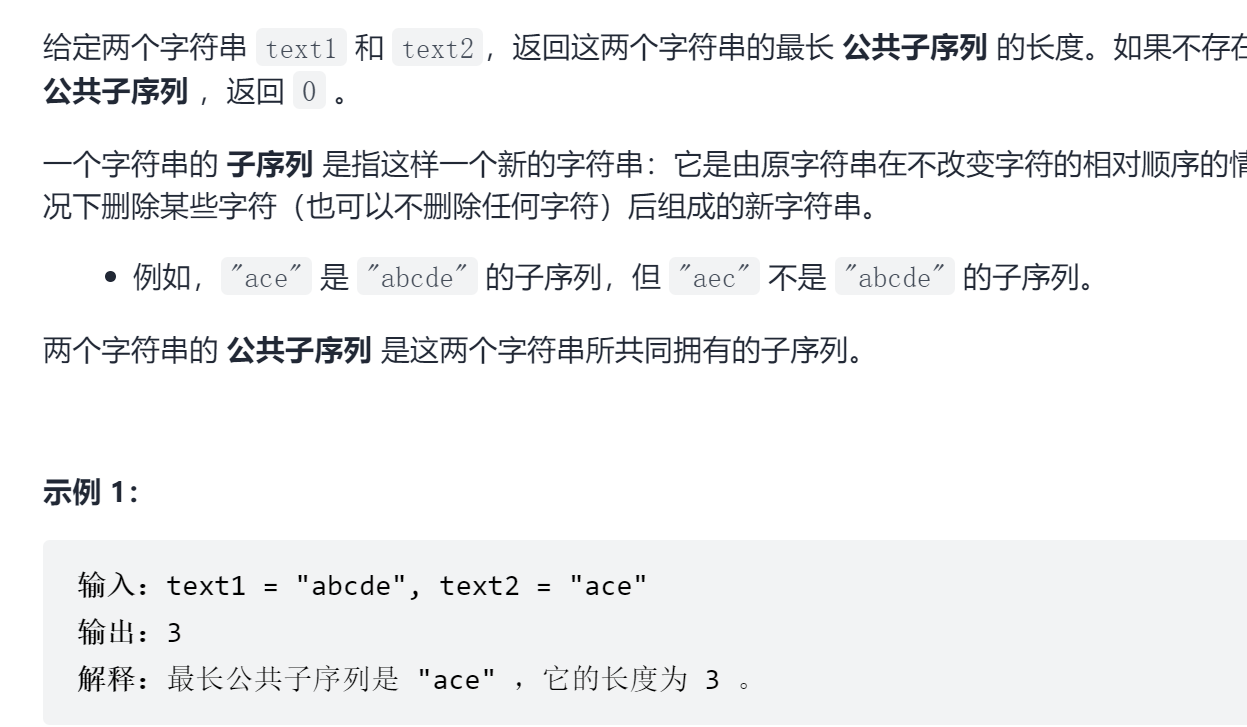 给定两个字符串 text1 和 text2，返回这两个字符串的最长 公共子序列 的长度。如果不存在
公共子序列 ，返回 0 。
一个字符串的 子序列 是指这样一个新的字符串：它是由原字符串在不改变字符的相对顺序的情
况下删除某些字符（也可以不删除任何字符）后组成的新字符串。
• 例如，"ace" 是 "abcde" 的子序列，但 "aec" 不是 "abcde" 的子序列。
两个字符串的 公共子序列 是这两个字符串所共同拥有的子序列。
示例 1：
输入：text1 = "abcde", text2 = "ace"
输出：3
解释：最长公共子序列是 "ace" ，它的长度为 3 。